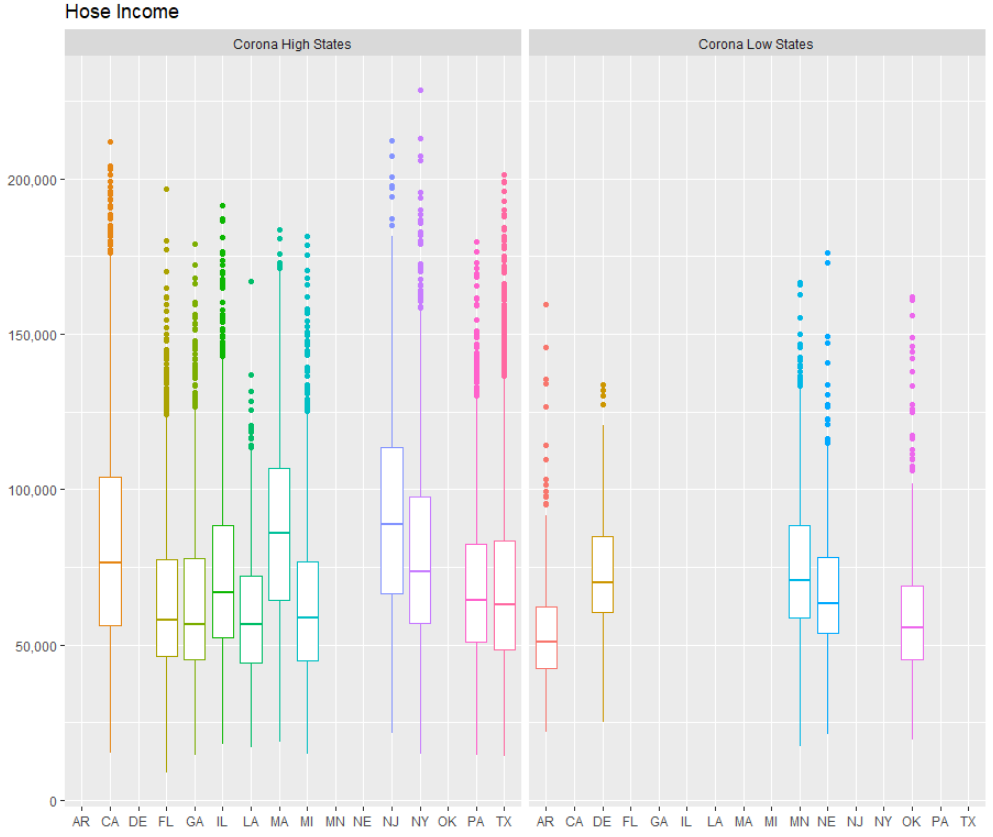 Hose Income
Corona High States
Corona Low States
200,000
150,000
100,000
50,000
0
AR CA DE FL GA IL LA MA MI MN NE NJ NY OK PA TX
AR CA DE FL GA IL LA MA MI MN NE NJ NY OK PA TX